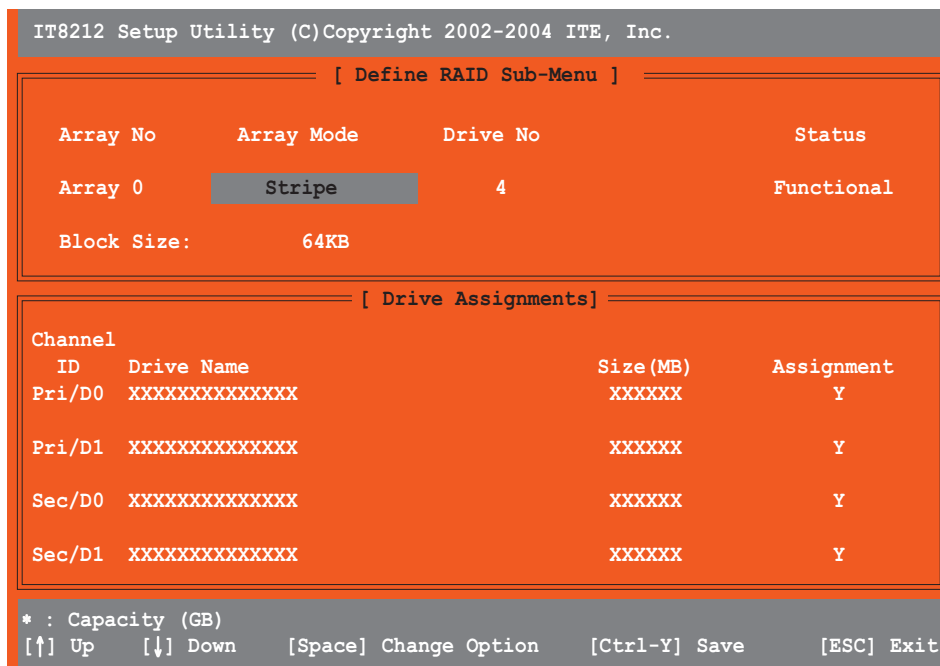 IT8212 Setup Utility (C)Copyright 2002-2004 ITE, Inc.
[ Define RAID Sub-Menu ]
Array No Array Mode Drive No Status
Array 0 Stripe 4 Functional
Block Size: 64KB
[ Drive Assignments]
Channel
ID Drive Name Size(MB) Assignment
Pri/D0 XXXXXXXXXXXXXX XXXXXX Y
Pri/D1 XXXXXXXXXXXXXX XXXXXX Y
Sec/D0 XXXXXXXXXXXXXX XXXXXX Y
Sec/D1 XXXXXXXXXXXXXX XXXXXX Y
* : Capacity (GB)
[↑] Up [↓] Down [Space] Change Option [Ctrl-Y] Save [ESC] Exit